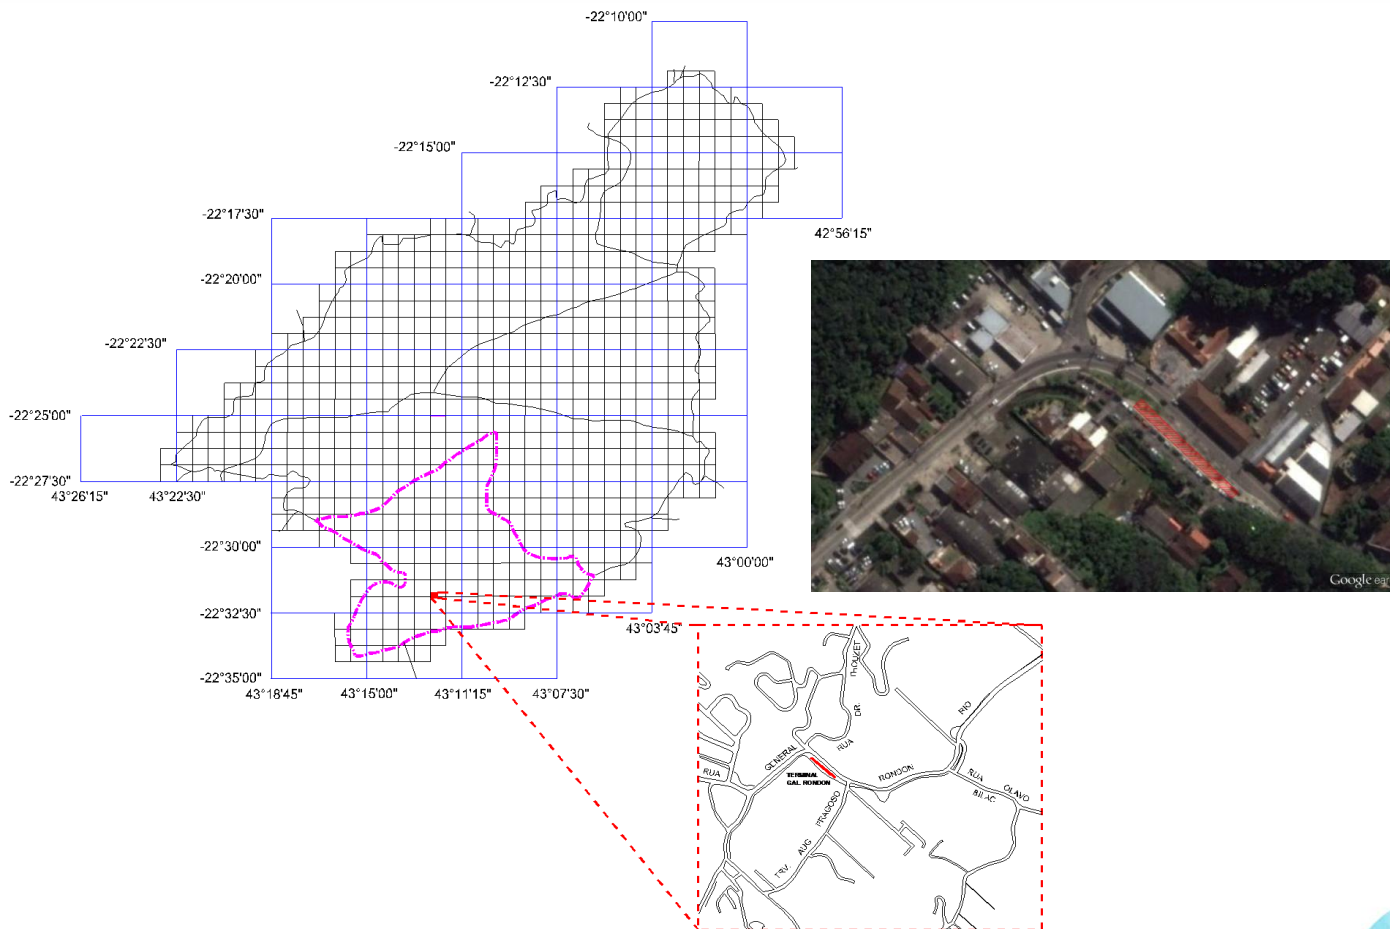 -22°10'00"
-22°12'30"
-22°15'00"
-22°17'30"
42°56'15"
-22°20'00"
-22°22'30"
-22°25'00"
-22°27'30"
43°26'15"
43°22'30"
-22°30'00"
43°00'00"
-22°32'30"
43°03'45"
-22°35'00"
43°18'45"
43°15'00"
43°11'15"
43°07'30"
Google ear
THOUZET
DR.
RUA
RIO
GENERAL
RUA
TERMINAL
GAL. RONDON
RONDON
RUA
OLAVO
BILAC
FRAGOSO
AUG
TRV.